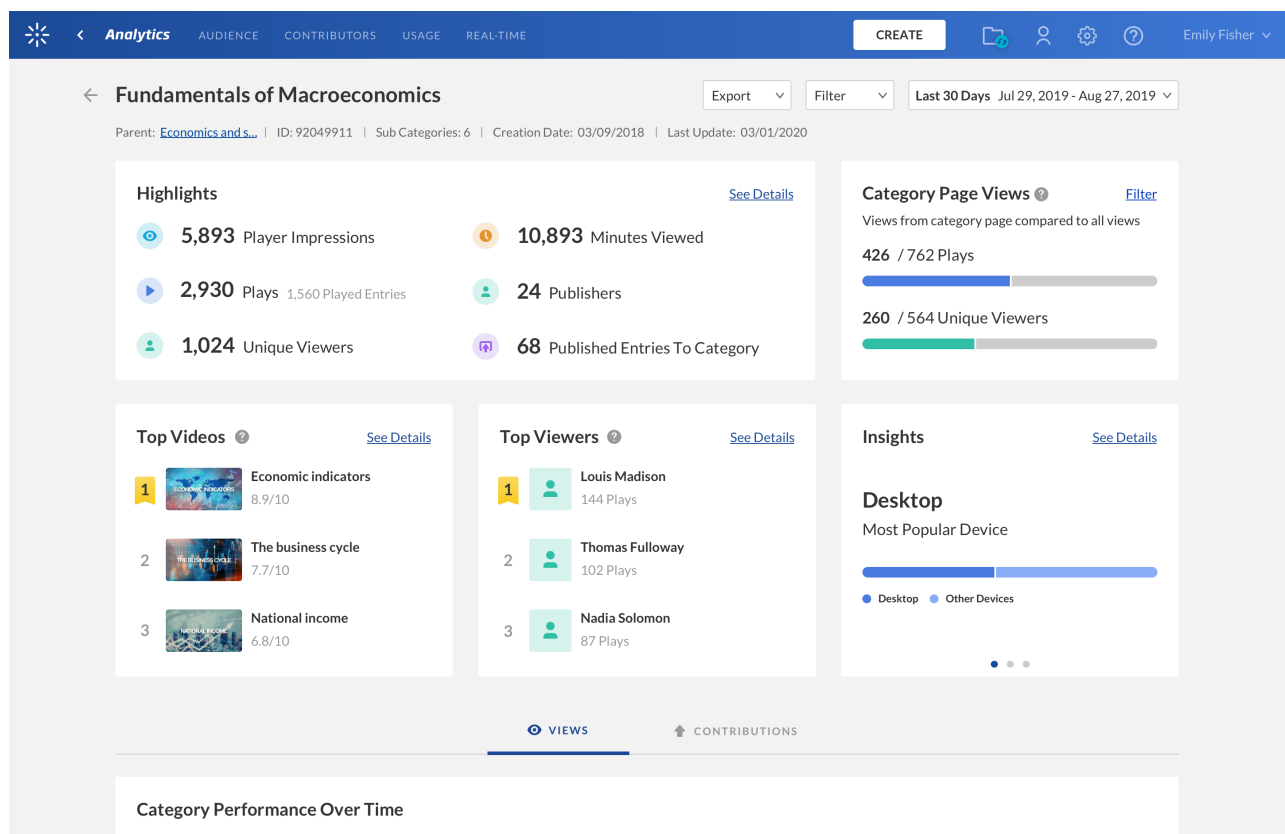 Analytics AUDIENCE CONTRIBUTORS USAGE REAL-TIME CREATE Emily Fisher
Fundamentals of Macroeconomics Export Filter Last 30 Days Jul 29, 2019 - Aug 27, 2019
Parent: Economics and s... | ID: 92049911 | Sub Categories: 6 | Creation Date: 03/09/2018 | Last Update: 03/01/2020
Highlights See Details
5,893 Player Impressions
10,893 Minutes Viewed
2,930 Plays 1,560 Played Entries
24 Publishers
1,024 Unique Viewers
68 Published Entries To Category
Category Page Views ? Filter
Views from category page compared to all views
426 / 762 Plays
260 / 564 Unique Viewers
Top Videos ? See Details
1
ECONOMIC INDICATORS
Economic indicators
8.9/10
2
THE BUSINESS CYCLE
The business cycle
7.7/10
3
NATIONAL INCOME
National income
6.8/10
Top Viewers ? See Details
1
Louis Madison
144 Plays
2
Thomas Fulloway
102 Plays
3
Nadia Solomon
87 Plays
Insights See Details
Desktop
Most Popular Device
Desktop Other Devices
VIEWS CONTRIBUTIONS
Category Performance Over Time